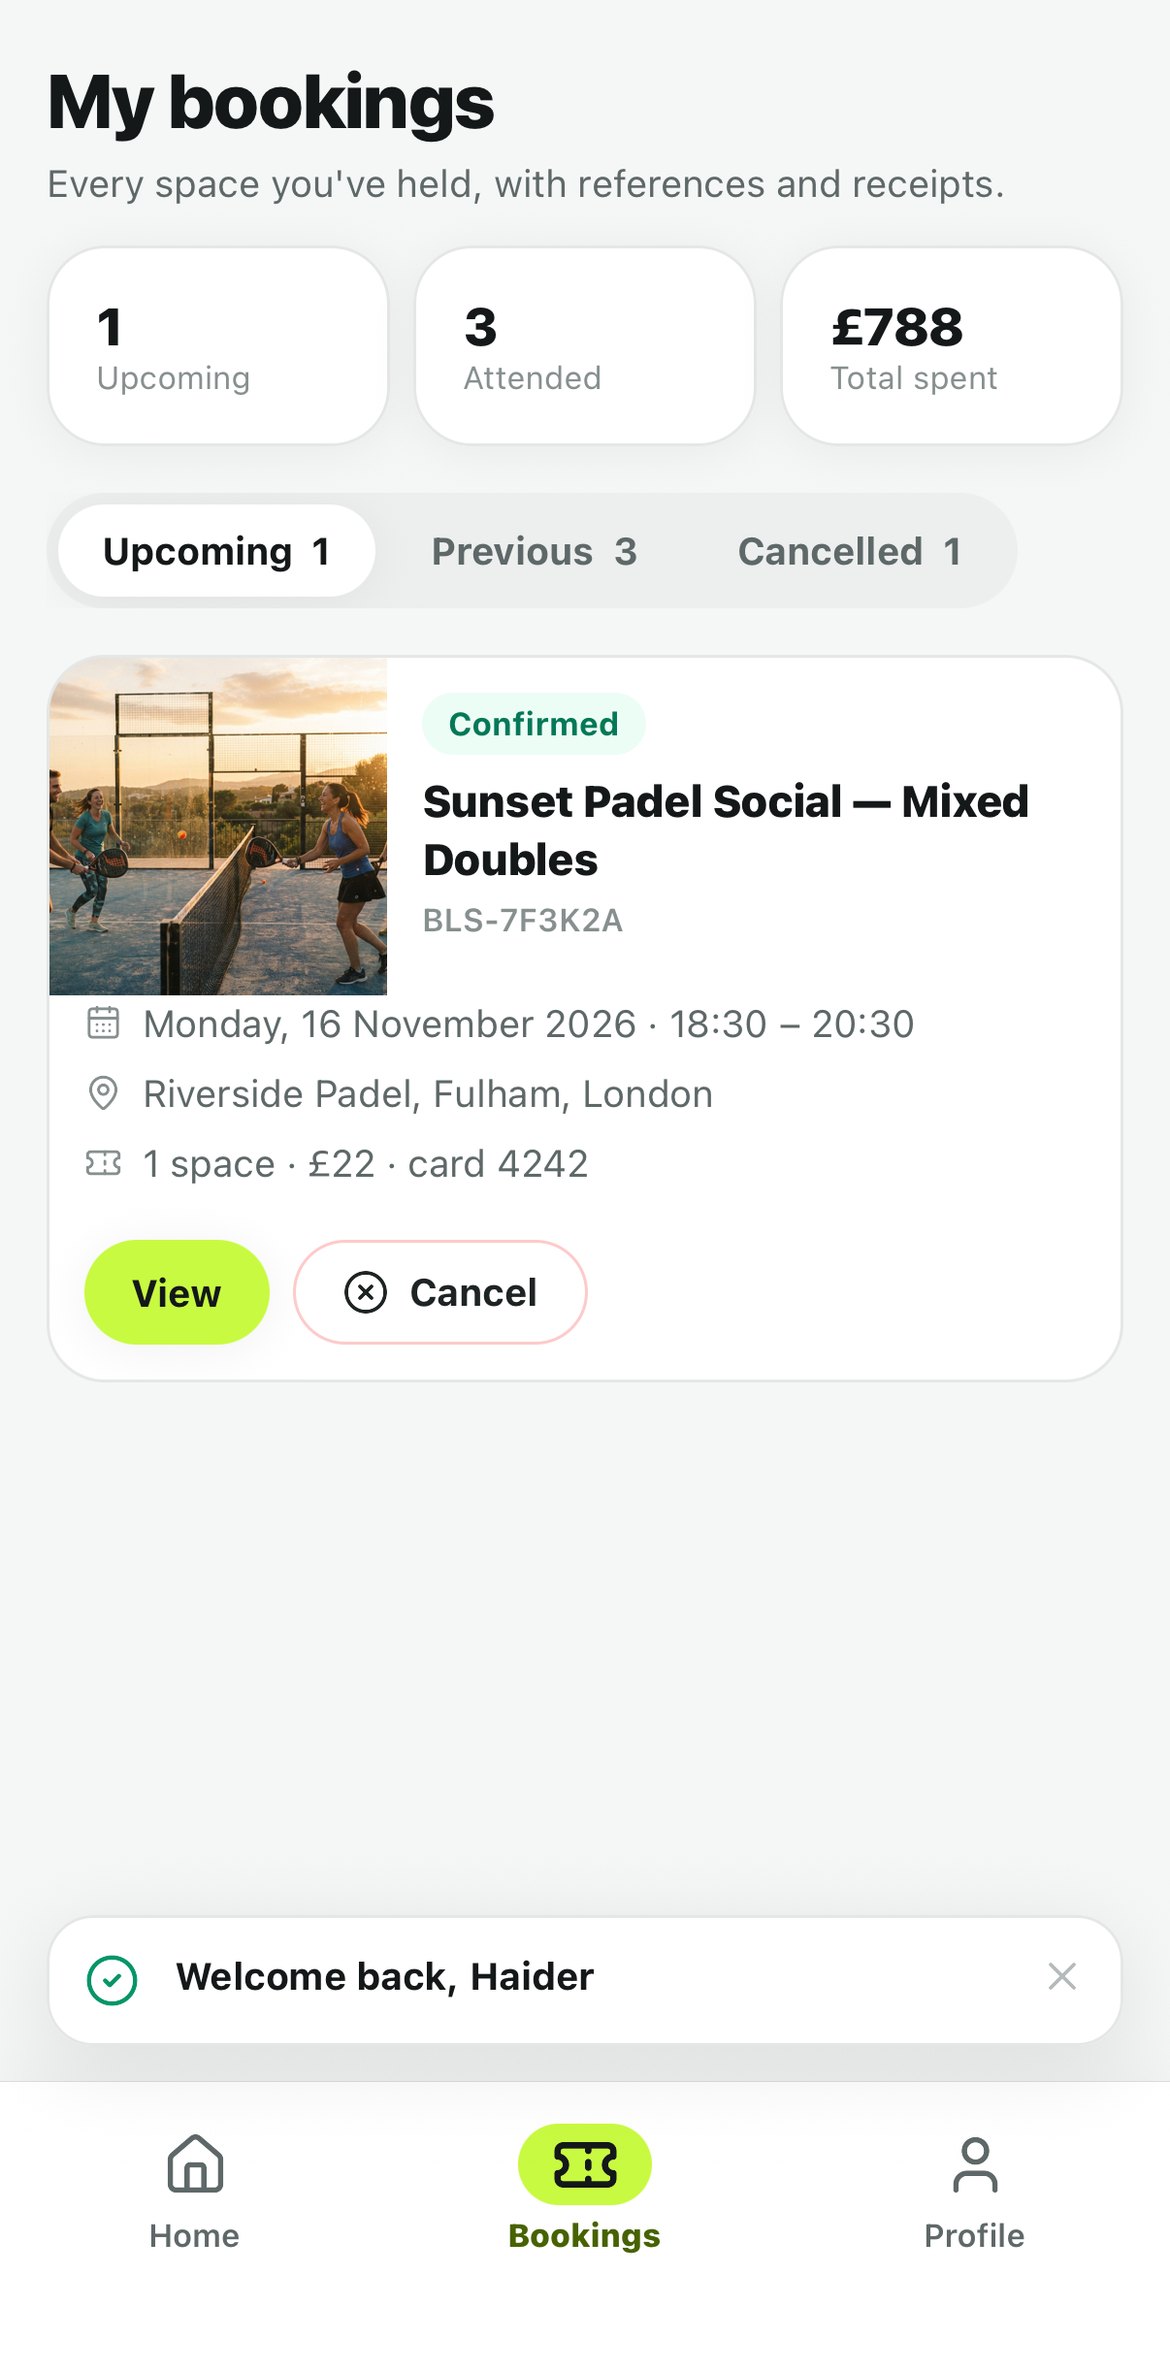 My bookings
Every space you've held, with references and receipts.
1
Upcoming
3
Attended
£788
Total spent
Upcoming 1
Previous 3
Cancelled 1
Confirmed
Sunset Padel Social — Mixed
Doubles
BLS-7F3K2A
Monday, 16 November 2026 · 18:30 – 20:30
Riverside Padel, Fulham, London
1 space · £22 · card 4242
View
Cancel
Welcome back, Haider
Home
Bookings
Profile